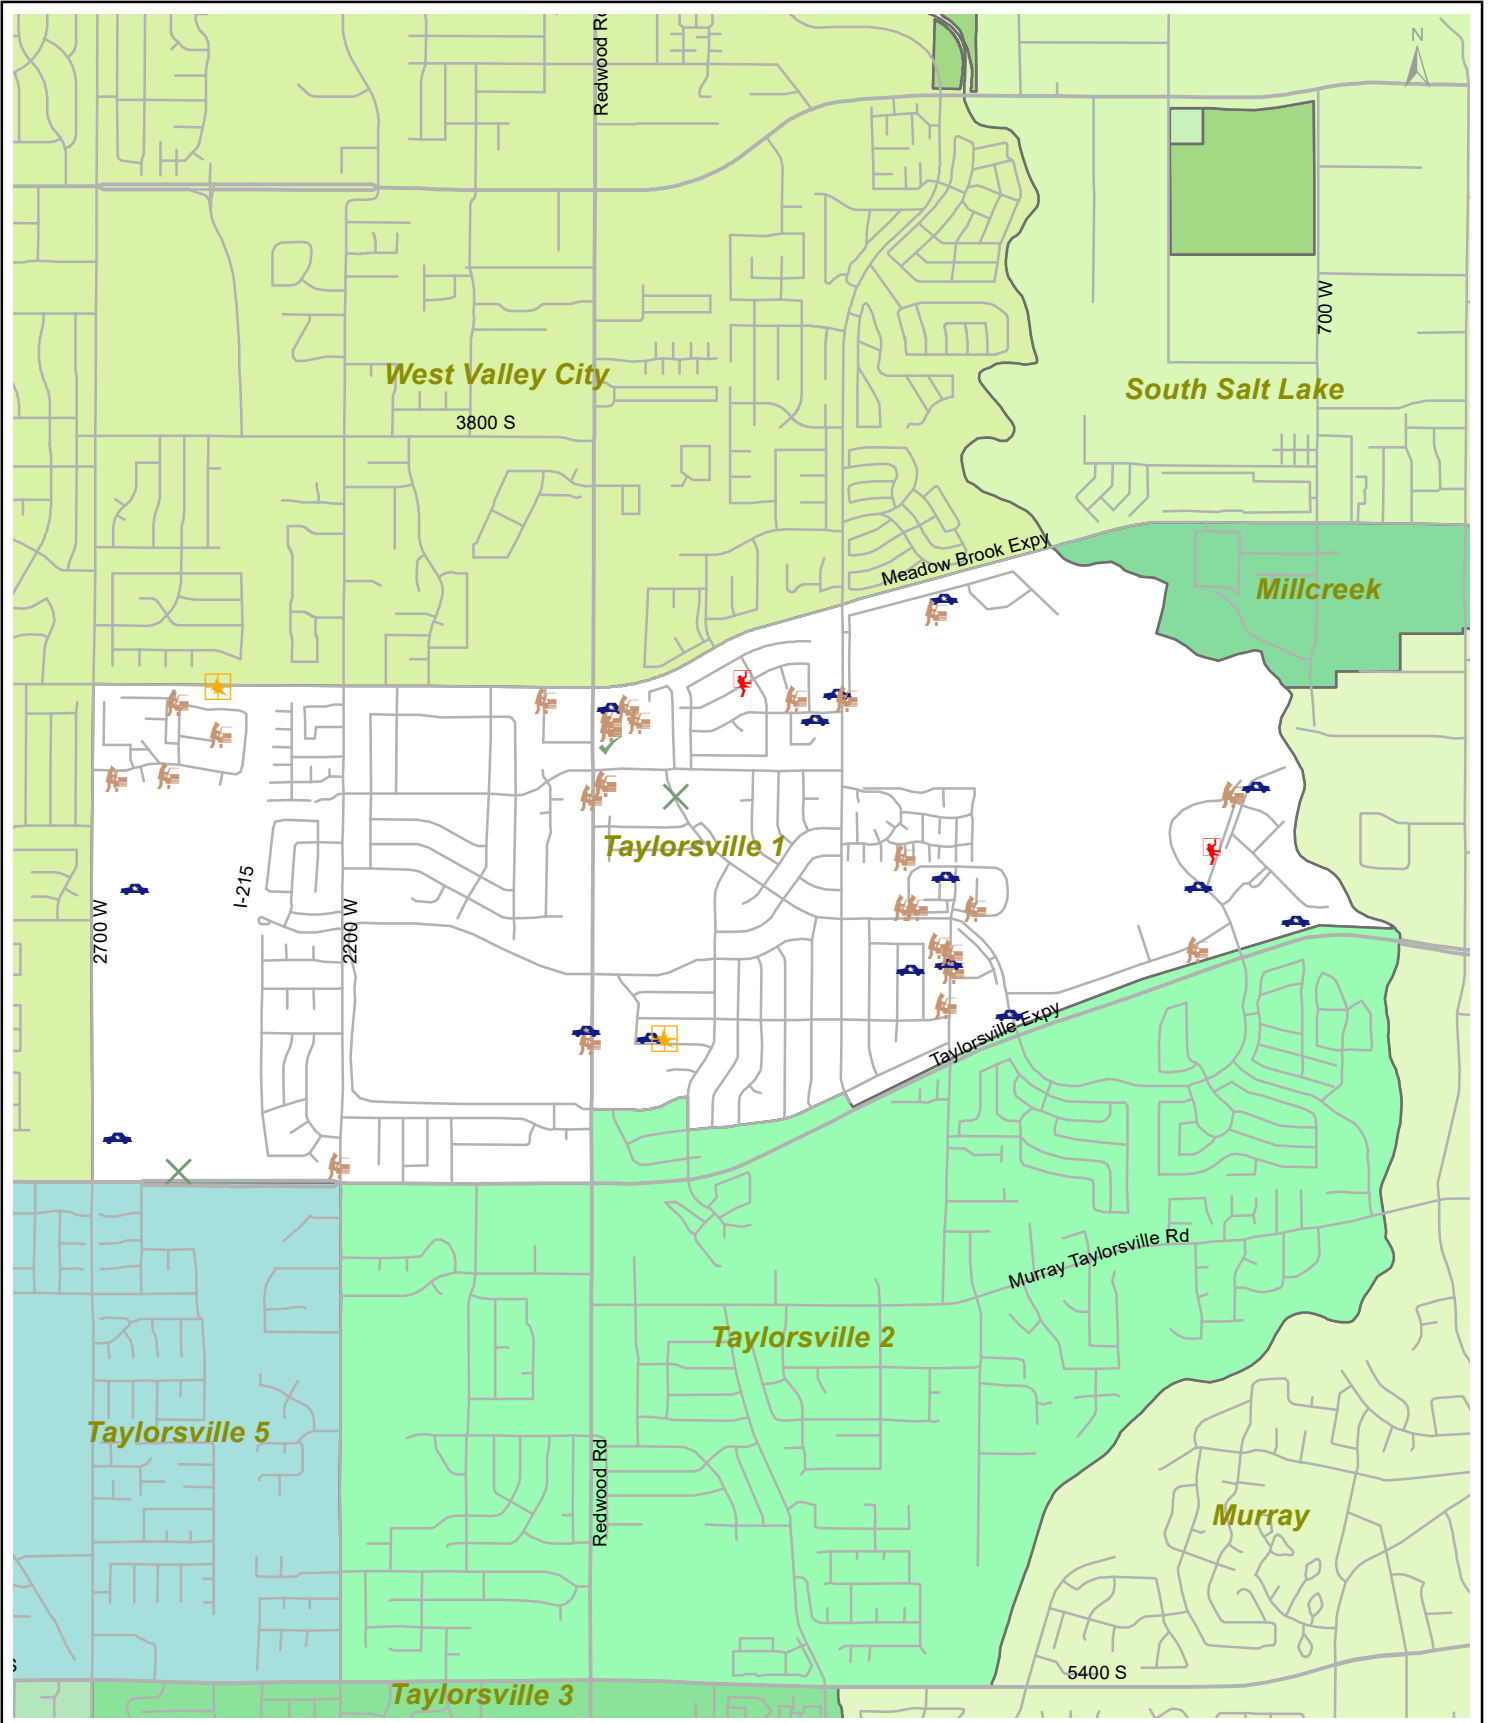 N
Redwood Rd
700 W
West Valley City
South Salt Lake
3800 S
Meadow Brook Expy
Millcreek
Taylorsville 1
I-215
2700 W
2200 W
Taylorsville Expy
Murray Taylorsville Rd
Taylorsville 2
Taylorsville 5
Redwood Rd
Murray
5400 S
Taylorsville 3